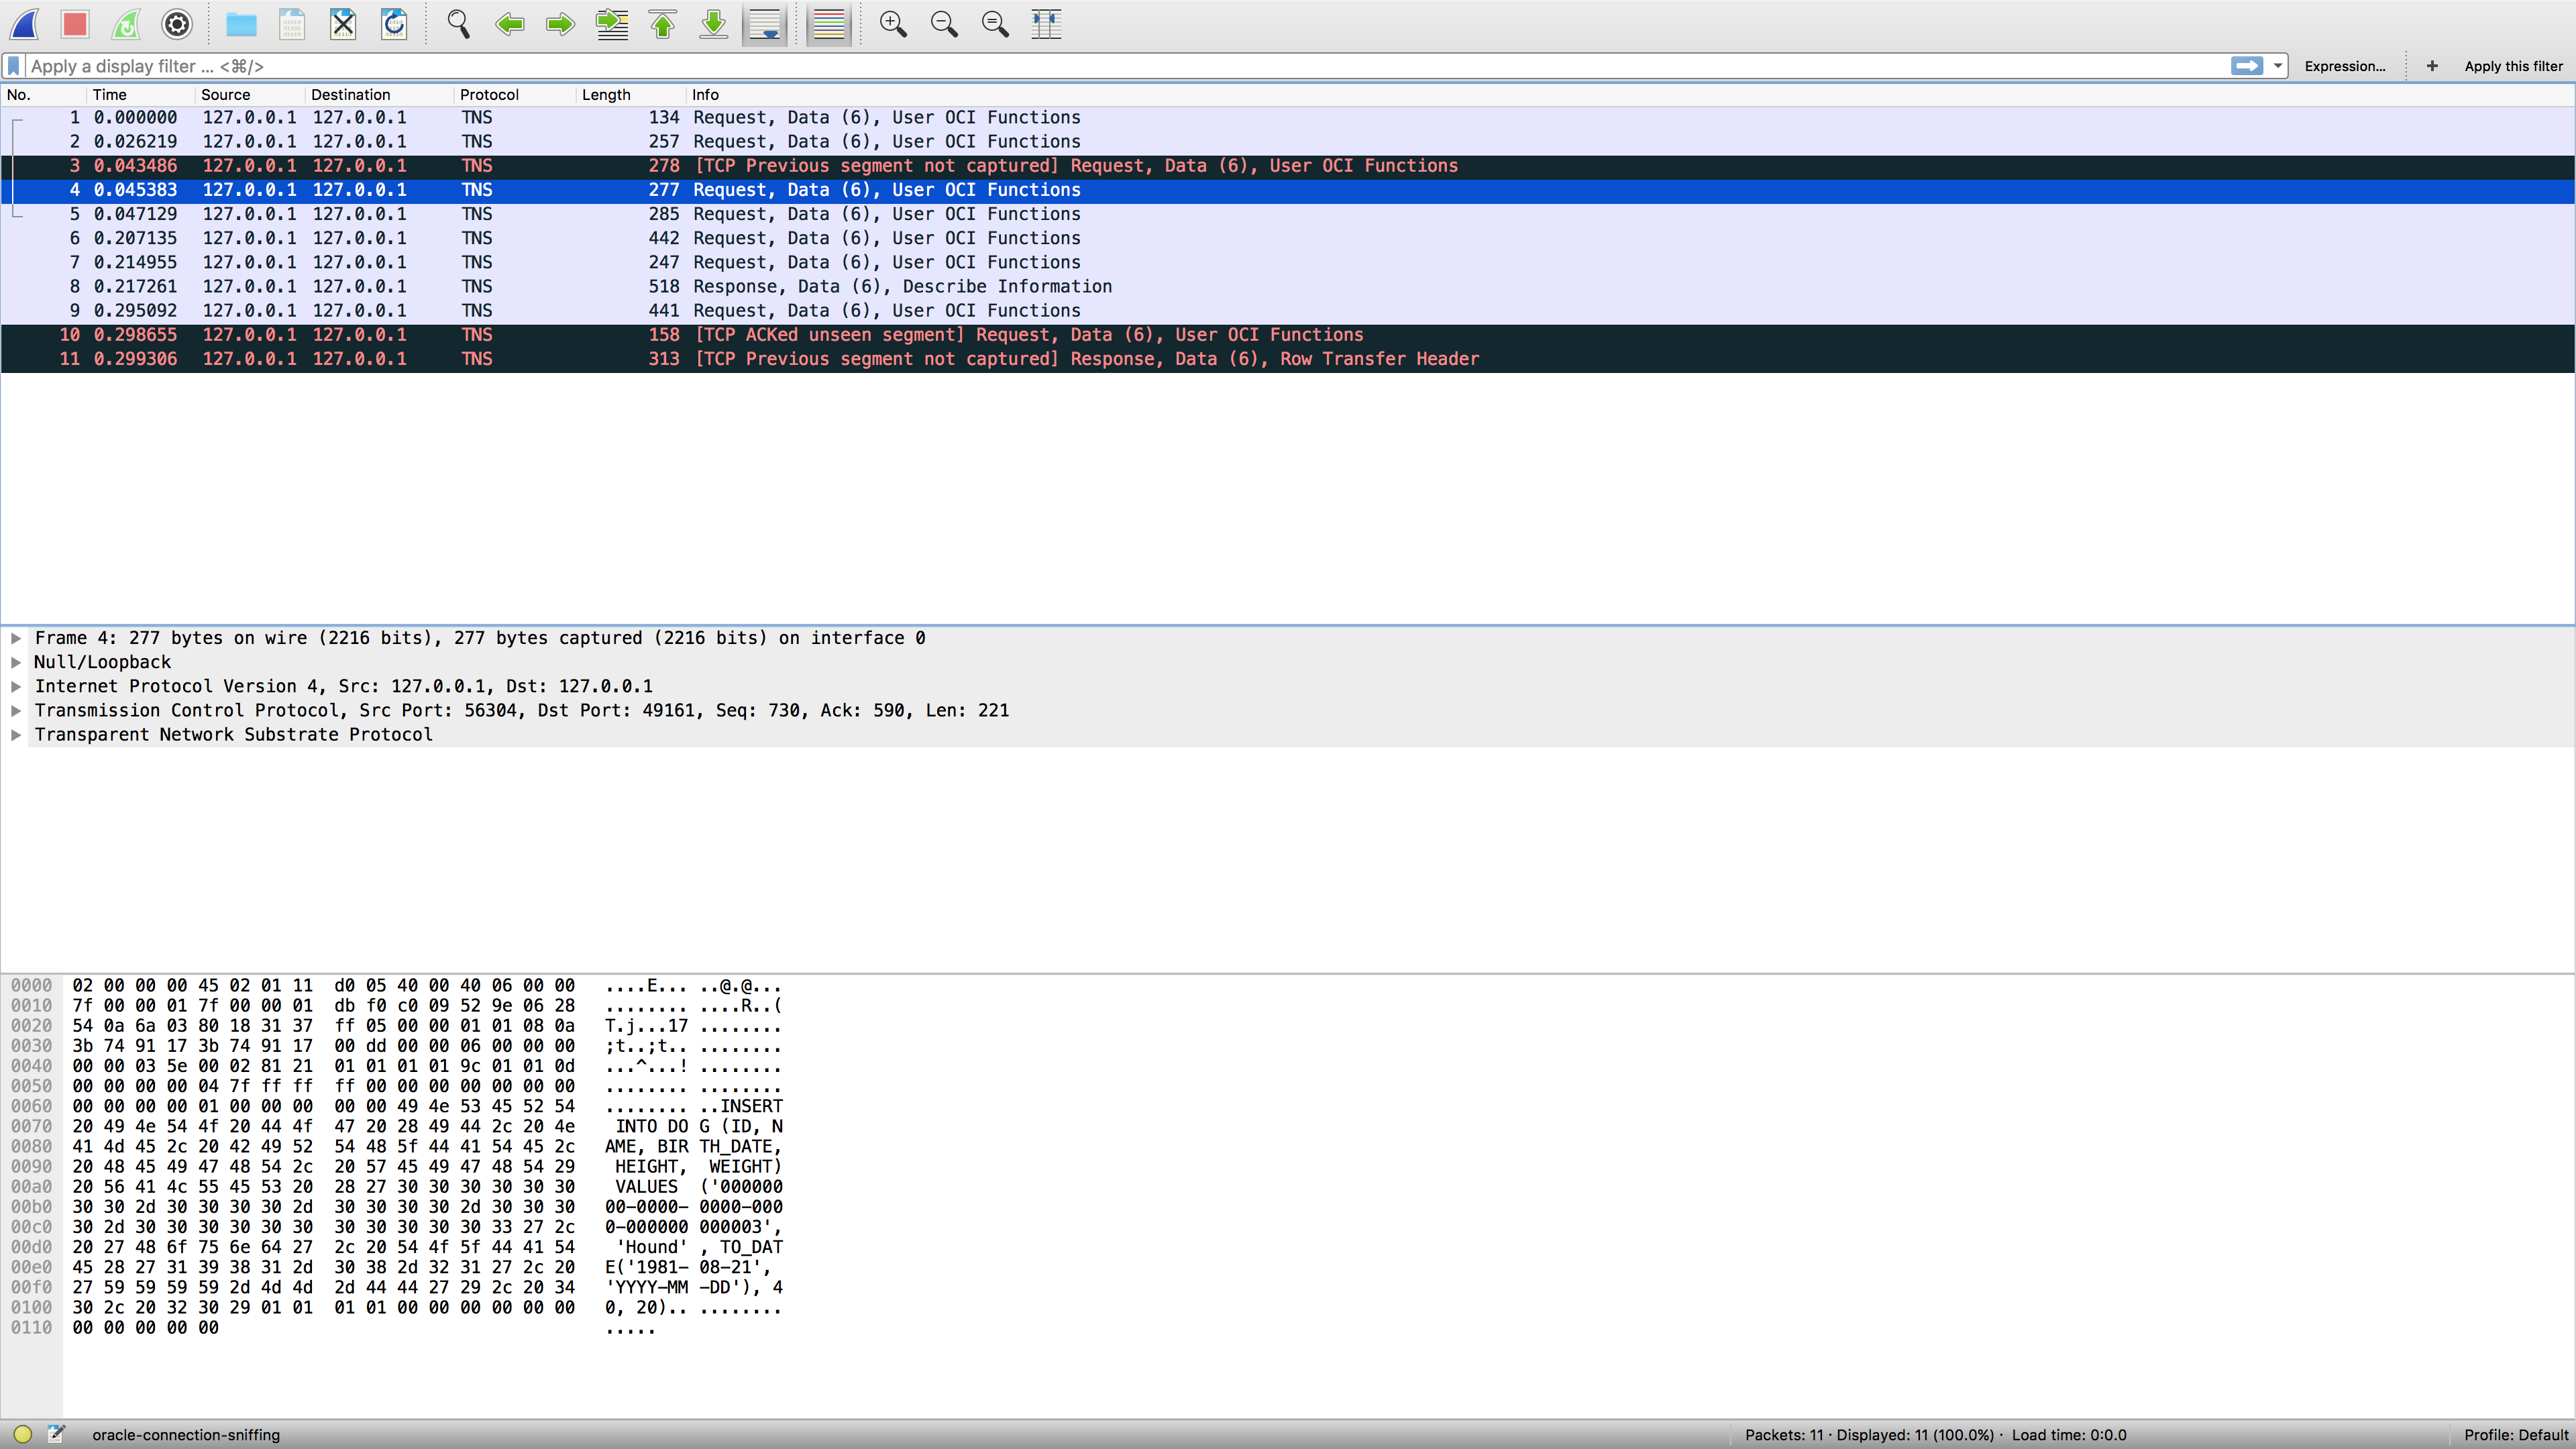 Apply a display filter ... <⌘/>
Expression...
+
Apply this filter
No. Time Source Destination Protocol Length Info
1 0.000000 127.0.0.1 127.0.0.1 TNS 134 Request, Data (6), User OCI Functions
2 0.026219 127.0.0.1 127.0.0.1 TNS 257 Request, Data (6), User OCI Functions
3 0.043486 127.0.0.1 127.0.0.1 TNS 278 [TCP Previous segment not captured] Request, Data (6), User OCI Functions
4 0.045383 127.0.0.1 127.0.0.1 TNS 277 Request, Data (6), User OCI Functions
5 0.047129 127.0.0.1 127.0.0.1 TNS 285 Request, Data (6), User OCI Functions
6 0.207135 127.0.0.1 127.0.0.1 TNS 442 Request, Data (6), User OCI Functions
7 0.214955 127.0.0.1 127.0.0.1 TNS 247 Request, Data (6), User OCI Functions
8 0.217261 127.0.0.1 127.0.0.1 TNS 518 Response, Data (6), Describe Information
9 0.295092 127.0.0.1 127.0.0.1 TNS 441 Request, Data (6), User OCI Functions
10 0.298655 127.0.0.1 127.0.0.1 TNS 158 [TCP ACKed unseen segment] Request, Data (6), User OCI Functions
11 0.299306 127.0.0.1 127.0.0.1 TNS 313 [TCP Previous segment not captured] Response, Data (6), Row Transfer Header
Frame 4: 277 bytes on wire (2216 bits), 277 bytes captured (2216 bits) on interface 0
Null/Loopback
Internet Protocol Version 4, Src: 127.0.0.1, Dst: 127.0.0.1
Transmission Control Protocol, Src Port: 56304, Dst Port: 49161, Seq: 730, Ack: 590, Len: 221
Transparent Network Substrate Protocol
0000 02 00 00 00 45 02 01 11 d0 05 40 00 40 06 00 00 ....E... ..@.@...
0010 7f 00 00 01 7f 00 00 01 db f0 c0 09 52 9e 06 28 ........ ....R..(
0020 54 0a 6a 03 80 18 31 37 ff 05 00 00 01 01 08 0a T.j...17 ........
0030 3b 74 91 17 3b 74 91 17 00 dd 00 00 06 00 00 00 ;t..;t.. ........
0040 00 00 03 5e 00 02 81 21 01 01 01 01 9c 01 01 0d ...^...! ........
0050 00 00 00 00 04 7f ff ff ff 00 00 00 00 00 00 00 ........ ........
0060 00 00 00 00 01 00 00 00 00 00 49 4e 53 45 52 54 ........ ..INSERT
0070 20 49 4e 54 4f 20 44 4f 47 20 28 49 44 2c 20 4e INTO DO G (ID, N
0080 41 4d 45 2c 20 42 49 52 54 48 5f 44 41 54 45 2c AME, BIR TH_DATE,
0090 20 48 45 49 47 48 54 2c 20 57 45 49 47 48 54 29 HEIGHT, WEIGHT)
00a0 20 56 41 4c 55 45 53 20 28 27 30 30 30 30 30 30 VALUES ('000000
00b0 30 30 2d 30 30 30 30 2d 30 30 30 30 2d 30 30 30 00-0000- 0000-000
00c0 30 2d 30 30 30 30 30 30 30 30 30 30 30 33 27 2c 0-000000 000003',
00d0 20 27 48 6f 75 6e 64 27 2c 20 54 4f 5f 44 41 54 'Hound' , TO_DAT
00e0 45 28 27 31 39 38 31 2d 30 38 2d 32 31 27 2c 20 E('1981- 08-21',
00f0 27 59 59 59 59 2d 4d 4d 2d 44 44 27 29 2c 20 34 'YYYY-MM -DD'), 4
0100 30 2c 20 32 30 29 01 01 01 01 00 00 00 00 00 00 0, 20).. ........
0110 00 00 00 00 00 .....
oracle-connection-sniffing
Packets: 11 · Displayed: 11 (100.0%) · Load time: 0:0.0
Profile: Default